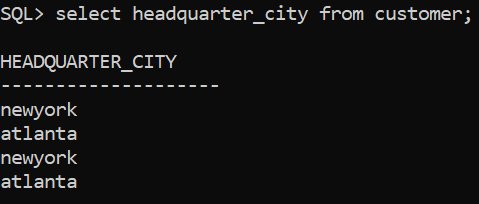 SQL> select headquarter_city from customer;
HEADQUARTER_CITY
--------------------
newyork
atlanta
newyork
atlanta